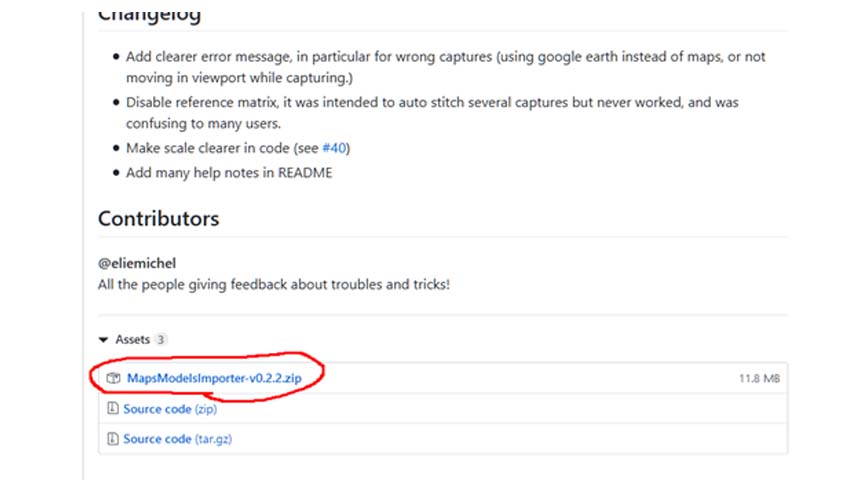 Changelog
Add clearer error message, in particular for wrong captures (using google earth instead of maps, or not
moving in viewport while capturing.)
Disable reference matrix, it was intended to auto stitch several captures but never worked, and was
confusing to many users.
Make scale clearer in code (see #40)
Add many help notes in README
Contributors
@eliemichel
All the people giving feedback about troubles and tricks!
Assets 3
MapsModelsImporter-v0.2.2.zip 11.8 MB
Source code (zip)
Source code (tar.gz)